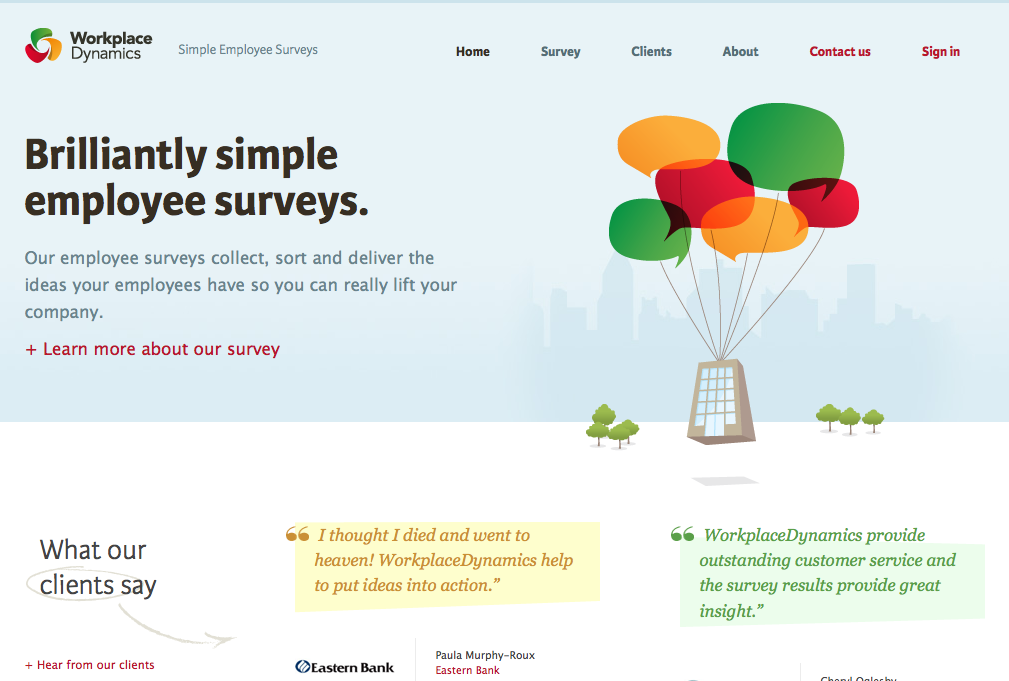 Workplace
Dynamics
Simple Employee Surveys
Home
Survey
Clients
About
Contact us
Sign in
Brilliantly simple
employee surveys.
Our employee surveys collect, sort and deliver the
ideas your employees have so you can really lift your
company.
+ Learn more about our survey
What our
clients say
+ Hear from our clients
“ I thought I died and went to
heaven! WorkplaceDynamics help
to put ideas into action.”
Eastern Bank
Paula Murphy-Roux
Eastern Bank
“ WorkplaceDynamics provide
outstanding customer service and
the survey results provide great
insight.”
Cheryl Oglesby